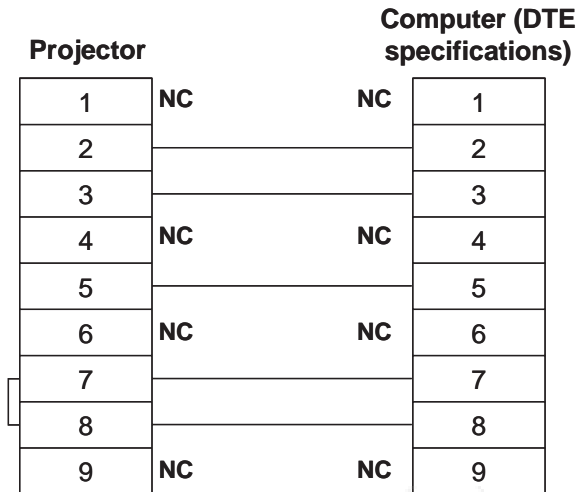 Computer (DTE
Projector specifications)
1 NC NC 1
2 2
3 3
4 NC NC 4
5 5
6 NC NC 6
7 7
8 8
9 NC NC 9